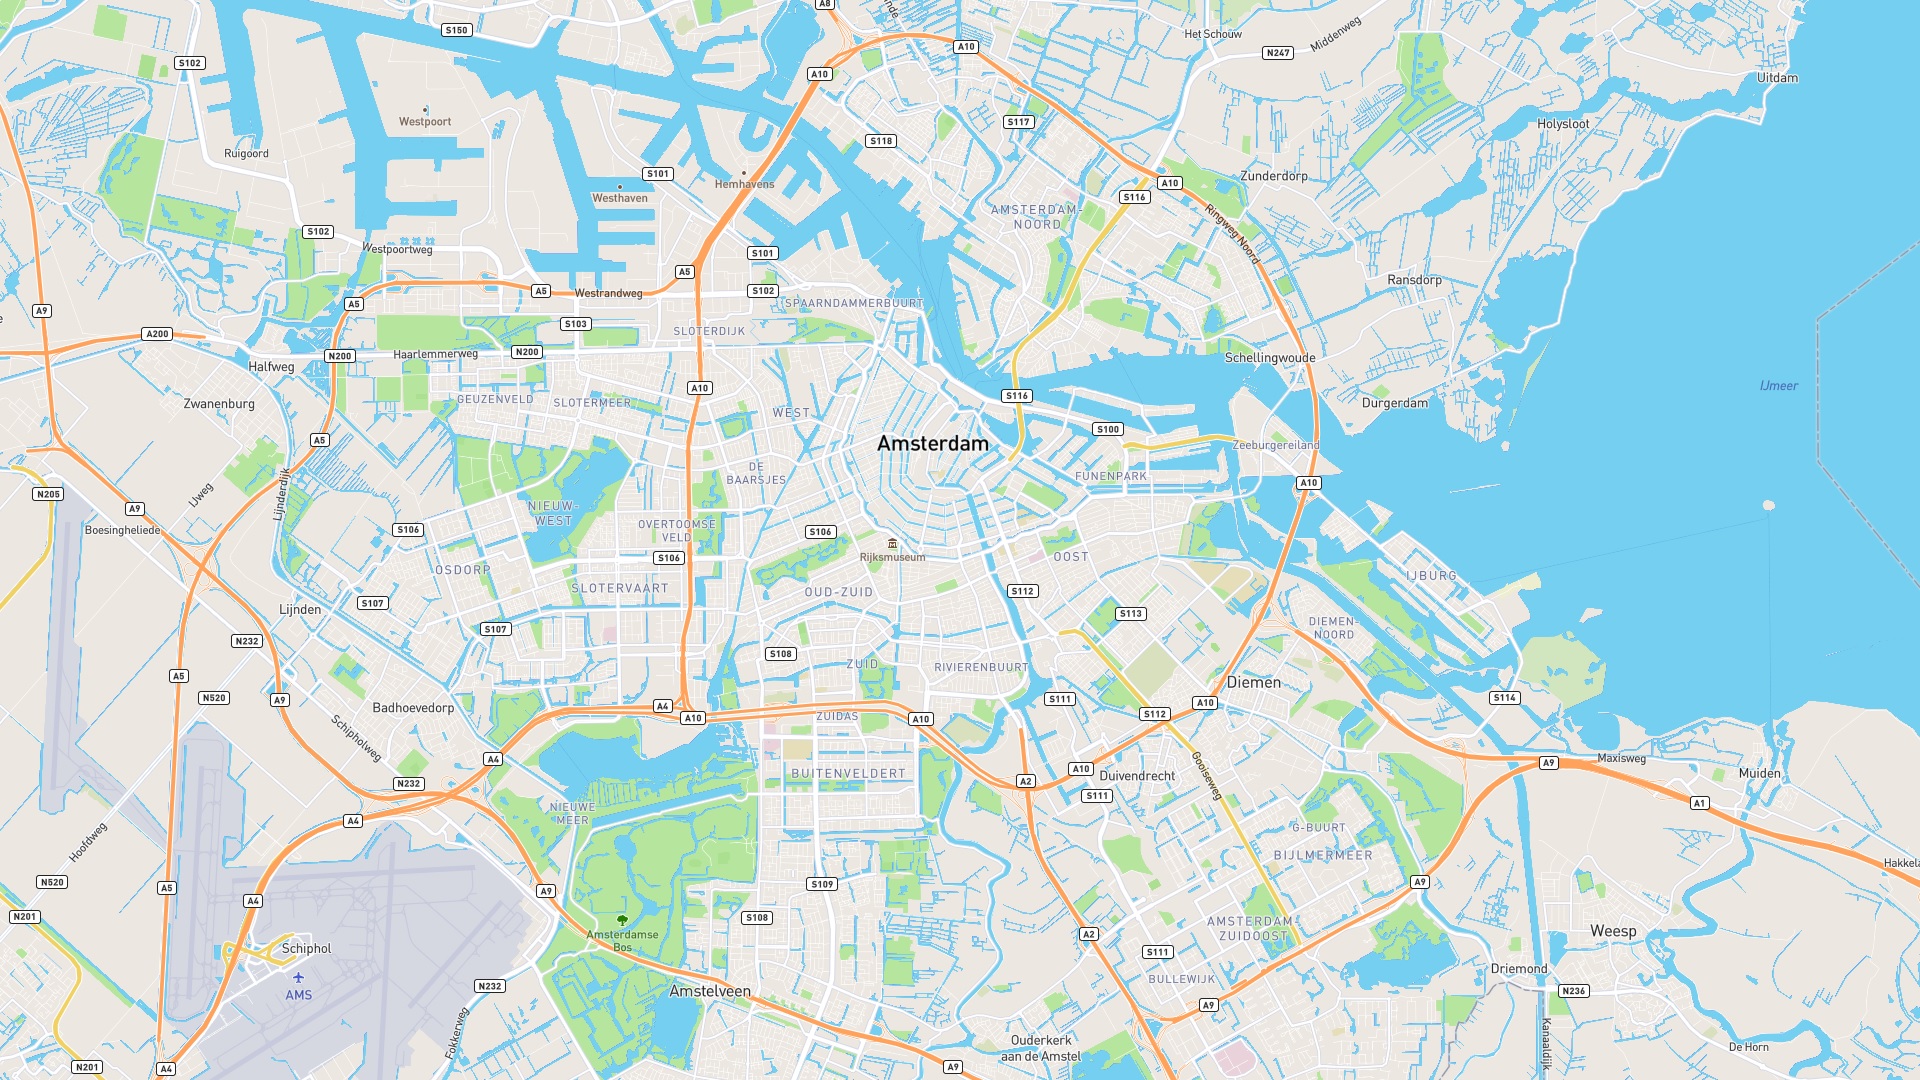 A8
S150
Het Schouw
N247
Middenweg
A10
S102
A10
Uitdam
Westpoort
S117
Holysloot
S118
Ruigoord
S101
Hemhavens
Zunderdorp
A10
Westhaven
S116
AMSTERDAM-
NOORD
Ringweg Noord
S102
Westpoortweg
S101
A5
Ransdorp
A5
A5
Westrandweg
S102
SPAARNDAMMERBUURT
A9
S103
SLOTERDIJK
A200
N200
Haarlemmerweg
N200
Schellingwoude
Halfweg
IJmeer
A10
S116
Zwanenburg
GEUZENVELD
SLOTERMEER
WEST
Durgerdam
S100
A5
Amsterdam
Zeeburgereiland
DE
BAARSJES
FUNENPARK
Lijnderdijk
IJweg
A10
N205
A9
NIEUW-
WEST
Boesingheliede
S106
OVERTOOMSE
VELD
S106
Rijksmuseum
S106
OOST
OSDORP
IJBURG
SLOTERVAART
OUD-ZUID
S112
S107
Lijnden
S113
S107
DIEMEN-
NOORD
N232
S108
ZUID
RIVIERENBUURT
A5
Diemen
N520
A9
S111
S114
Badhoevedorp
A4
A10
ZUIDAS
A10
S112
A10
Schipholweg
A4
A10
Gooiseweg
A9
Maxisweg
N232
BUITENVELDERT
A2
Duivendrecht
Muiden
S111
NIEUWE
MEER
A1
A4
G-BUURT
Hoofdweg
BIJLMERMEER
N520
A5
A9
S109
A9
A4
N201
S108
AMSTERDAM-
ZUIDOOST
Amsterdamse
Bos
A2
Weesp
Schiphol
S111
Driemond
BULLEWIJK
AMS
N232
Amstelveen
N236
A9
Fokkerweg
Ouderkerk
aan de Amstel
Kanaaldijk
De Horn
N201
A4
A9